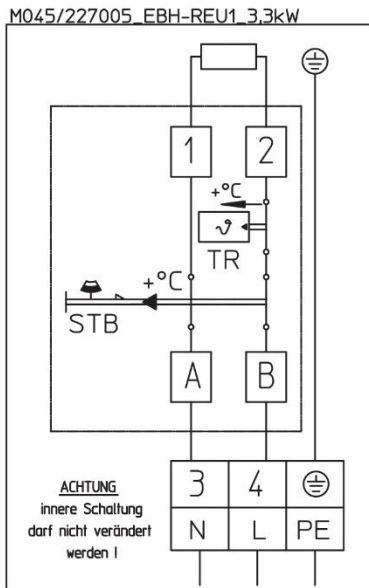 M045/227005_EBH-REU1_3,3kW
1 2
+°C
ϑ
TR
+°C
STB
A B
3 4
N L PE
ACHTUNG
innere Schaltung
darf nicht verändert
werden !